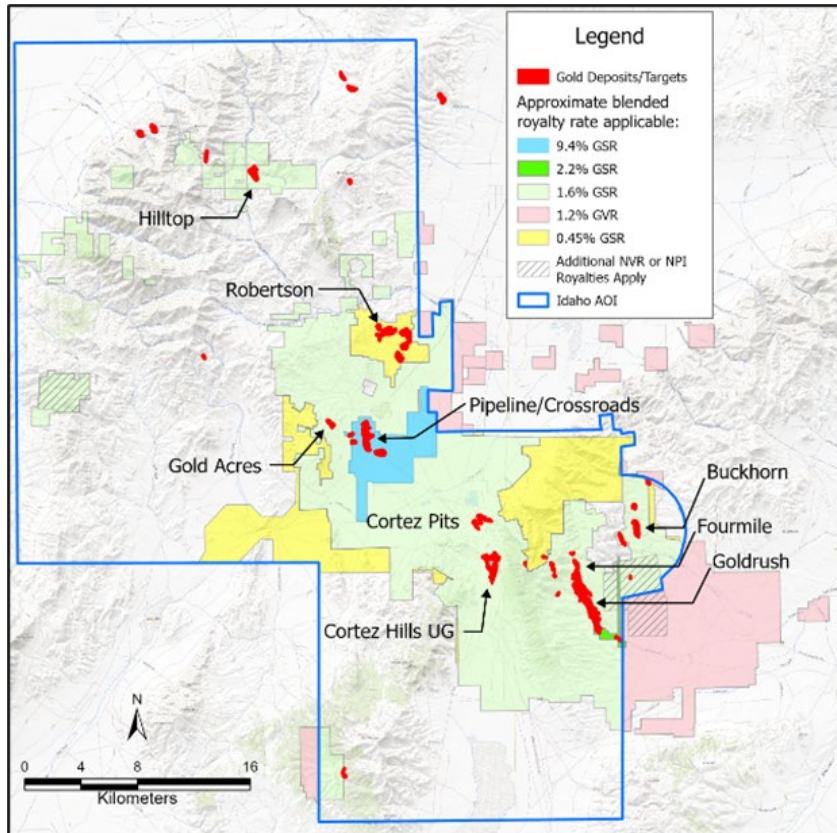 Legend
Gold Deposits/Targets
Approximate blended
royalty rate applicable:
9.4% GSR
2.2% GSR
1.6% GSR
1.2% GVR
0.45% GSR
Additional NVR or NPI
Royalties Apply
Idaho AOI
Hilltop
Robertson
Pipeline/Crossroads
Gold Acres
Buckhorn
Cortez Pits
Fourmile
Goldrush
Cortez Hills UG
N
0 4 8 16
Kilometers